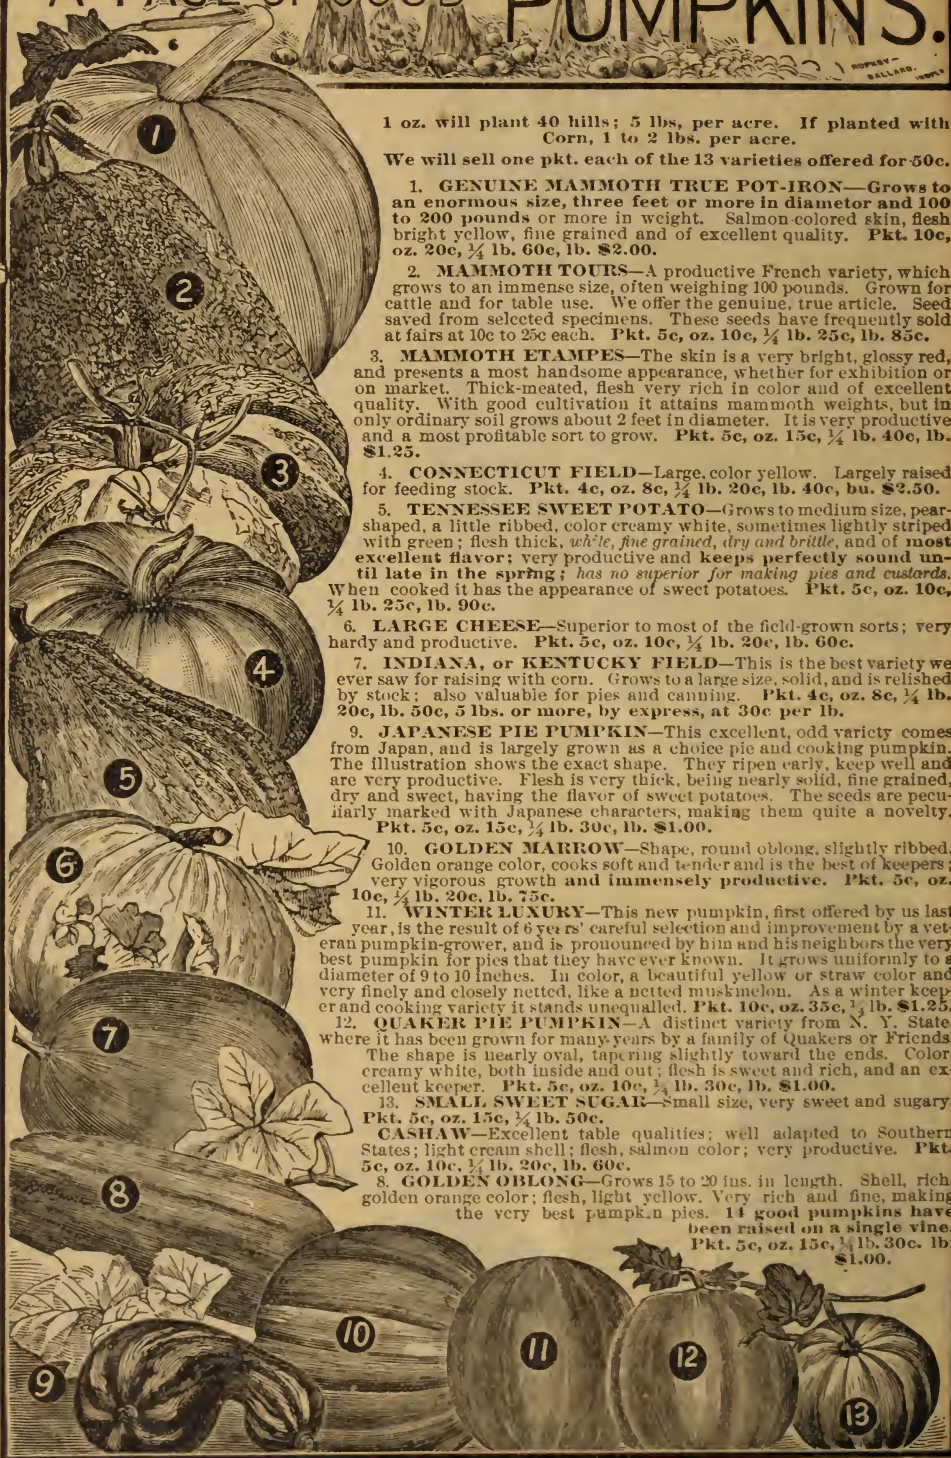 A PAGE OF GOOD PUMPKINS.
1 oz. will plant 40 hills; 5 lbs, per acre. If planted with
Corn, 1 to 2 lbs. per acre.
We will sell one pkt. each of the 13 varieties offered for 50c.
1. GENUINE MAMMOTH TRUE POT-IRON—Grows to
an enormous size, three feet or more in diametor and 100
to 200 pounds or more in weight. Salmon-colored skin, flesh
bright yellow, fine grained and of excellent quality. Pkt. 10c,
oz. 20c, ¼ lb. 60c, lb. $2.00.
2. MAMMOTH TOURS—A productive French variety, which
grows to an immense size, often weighing 100 pounds. Grown for
cattle and for table use. We offer the genuine, true article. Seed
saved from selected specimens. These seeds have frequently sold
at fairs at 10c to 25c each. Pkt. 5c, oz. 10c, ¼ lb. 25c, lb. 85c.
3. MAMMOTH ETAMPES—The skin is a very bright, glossy red,
and presents a most handsome appearance, whether for exhibition or
on market. Thick-meated, flesh very rich in color and of excellent
quality. With good cultivation it attains mammoth weights, but in
only ordinary soil grows about 2 feet in diameter. It is very productive
and a most profitable sort to grow. Pkt. 5c, oz. 15c, ¼ lb. 40c, lb.
$1.25.
4. CONNECTICUT FIELD—Large, color yellow. Largely raised
for feeding stock. Pkt. 4c, oz. 8c, ¼ lb. 20c, lb. 40c, bu. $2.50.
5. TENNESSEE SWEET POTATO—Grows to medium size, pear-
shaped, a little ribbed, color creamy white, sometimes lightly striped
with green; flesh thick, white, fine grained, dry and brittle, and of most
excellent flavor; very productive and keeps perfectly sound un-
til late in the spring; has no superior for making pies and custards.
When cooked it has the appearance of sweet potatoes. Pkt. 5c, oz. 10c,
¼ lb. 25c, lb. 90c.
6. LARGE CHEESE—Superior to most of the field-grown sorts; very
hardy and productive. Pkt. 5c, oz. 10c, ¼ lb. 20c, lb. 60c.
7. INDIANA, or KENTUCKY FIELD—This is the best variety we
ever saw for raising with corn. Grows to a large size, solid, and is relished
by stock; also valuable for pies and canning. Pkt. 4c, oz. 8c, ¼ lb.
20c, lb. 50c, 5 lbs. or more, by express, at 30c per lb.
9. JAPANESE PIE PUMPKIN—This excellent, odd variety comes
from Japan, and is largely grown as a choice pie and cooking pumpkin.
The illustration shows the exact shape. They ripen early, keep well and
are very productive. Flesh is very thick, being nearly solid, fine grained,
dry and sweet, having the flavor of sweet potatoes. The seeds are pecu-
liarly marked with Japanese characters, making them quite a novelty.
Pkt. 5c, oz. 15c, ¼ lb. 30c, lb. $1.00.
10. GOLDEN MARROW—Shape, round oblong, slightly ribbed.
Golden orange color, cooks soft and tender and is the best of keepers;
very vigorous growth and immensely productive. Pkt. 5c, oz.
10c, ¼ lb. 20c, lb. 75c.
11. WINTER LUXURY—This new pumpkin, first offered by us last
year, is the result of 6 years' careful selection and improvement by a vet-
eran pumpkin-grower, and is pronounced by him and his neighbors the very
best pumpkin for pies that they have ever known. It grows uniformly to a
diameter of 9 to 10 inches. In color, a beautiful yellow or straw color and
very finely and closely netted, like a netted muskmelon. As a winter keep-
er and cooking variety it stands unequalled. Pkt. 10c, oz. 35c, ¼ lb. $1.25.
12. QUAKER PIE PUMPKIN—A distinct variety from N. Y. State
where it has been grown for many years by a family of Quakers or Friends.
The shape is nearly oval, tapering slightly toward the ends. Color
creamy white, both inside and out; flesh is sweet and rich, and an ex-
cellent keeper. Pkt. 5c, oz. 10c, ¼ lb. 30c, lb. $1.00.
13. SMALL SWEET SUGAR—Small size, very sweet and sugary
Pkt. 5c, oz. 15c, ¼ lb. 50c.
CASHAW—Excellent table qualities; well adapted to Southern
States; light cream shell; flesh, salmon color; very productive. Pkt.
5c, oz. 10c, ¼ lb. 20c, lb. 60c.
8. GOLDEN OBLONG—Grows 15 to 20 ins. in length. Shell, rich
golden orange color; flesh, light yellow. Very rich and fine, making
the very best pumpkin pies. 14 good pumpkins have
been raised on a single vine
Pkt. 5c, oz. 15c, ¼ lb. 30c. lb
$1.00.
1
2
3
4
5
6
7
8
9
10
11
12
13